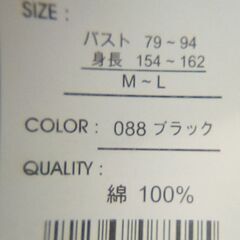 SIZE :
バスト 79～94
身長 154～162
M～L
COLOR : 088 ブラック
QUALITY :
綿 100%